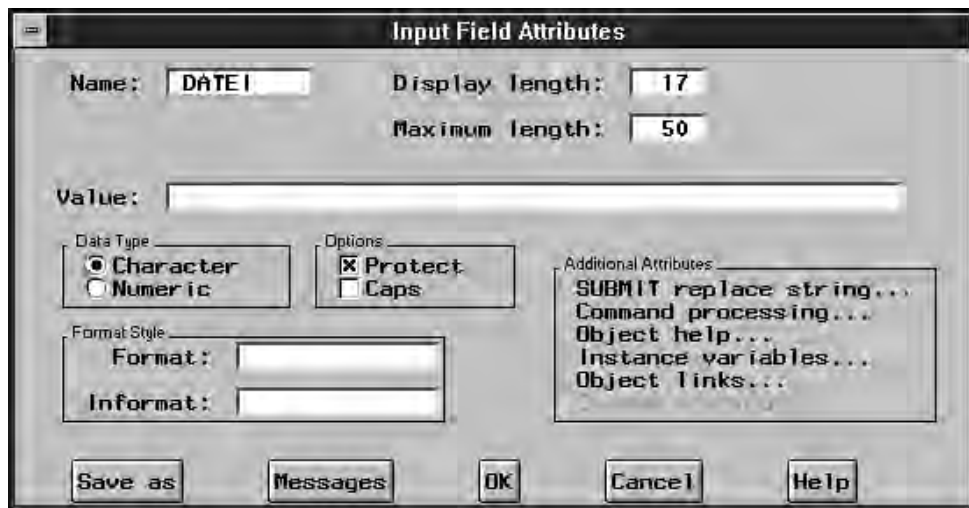 Input Field Attributes
Name: DATEI
Display length: 17
Maximum length: 50
Value:
Data Type
Character
Numeric
Options
Protect
Caps
Additional Attributes
SUBMIT replace string...
Command processing...
Object help...
Instance variables...
Object links...
Format Style
Format:
Informat:
Save as
Messages
OK
Cancel
Help